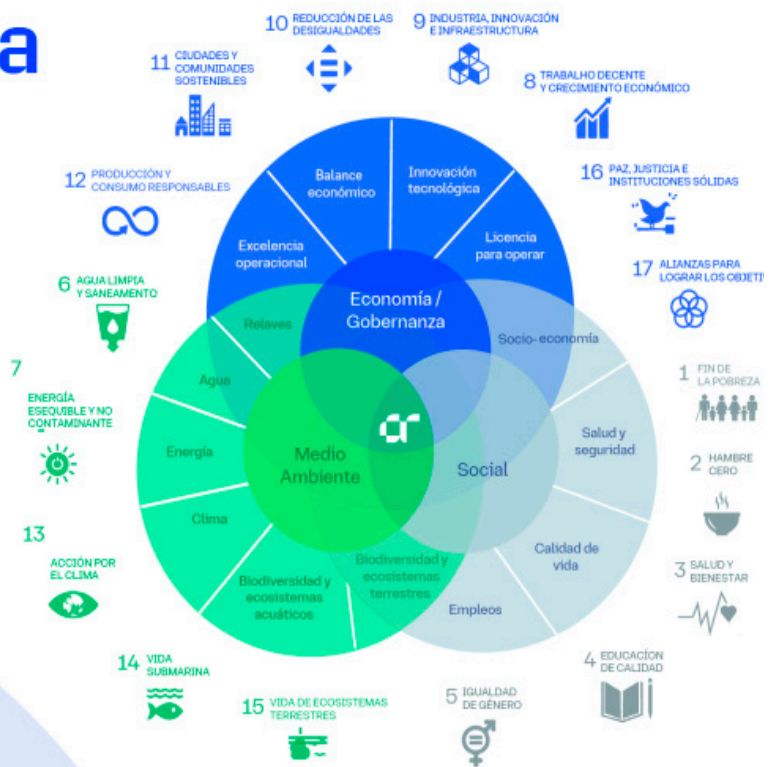 a
10 REDUCCIÓN DE LAS
DESIGUALDADES
9 INDUSTRIA, INNOVACIÓN
E INFRAESTRUCTURA
11 CIUDADES Y
COMUNIDADES
SOSTENIBLES
8 TRABALHO DECENTE
Y CRECIMIENTO ECONÓMICO
12 PRODUCCIÓN Y
CONSUMO RESPONSABLES
16 PAZ, JUSTICIA E
INSTITUCIONES SÓLIDAS
6 AGUA LIMPIA
Y SANEAMENTO
17 ALIANZAS PARA
LOGRAR LOS OBJETI
7
ENERGÍA
ESEQUIBLE Y NO
CONTAMINANTE
1 FIN DE
LA POBREZA
2 HAMBRE
CERO
13
ACCIÓN POR
EL CLIMA
3 SALUD Y
BIENESTAR
14 VIDA
SUBMARINA
15 VIDA DE ECOSISTEMAS
TERRESTRES
5 IGUALDAD
DE GÉNERO
4 EDUCACÍON
DE CALIDAD
Balance
económico
Innovación
tecnológica
Excelencia
operacional
Licencia
para operar
Economía /
Gobernanza
Relaves
Socio-economía
Agua
Energía
Medio
Ambiente
cr
Social
Salud y
seguridad
Clima
Calidad de
vida
Biodiversidad y
ecosistemas
acuáticos
Biodiversidad y
ecosistemas
terrestres
Empleos